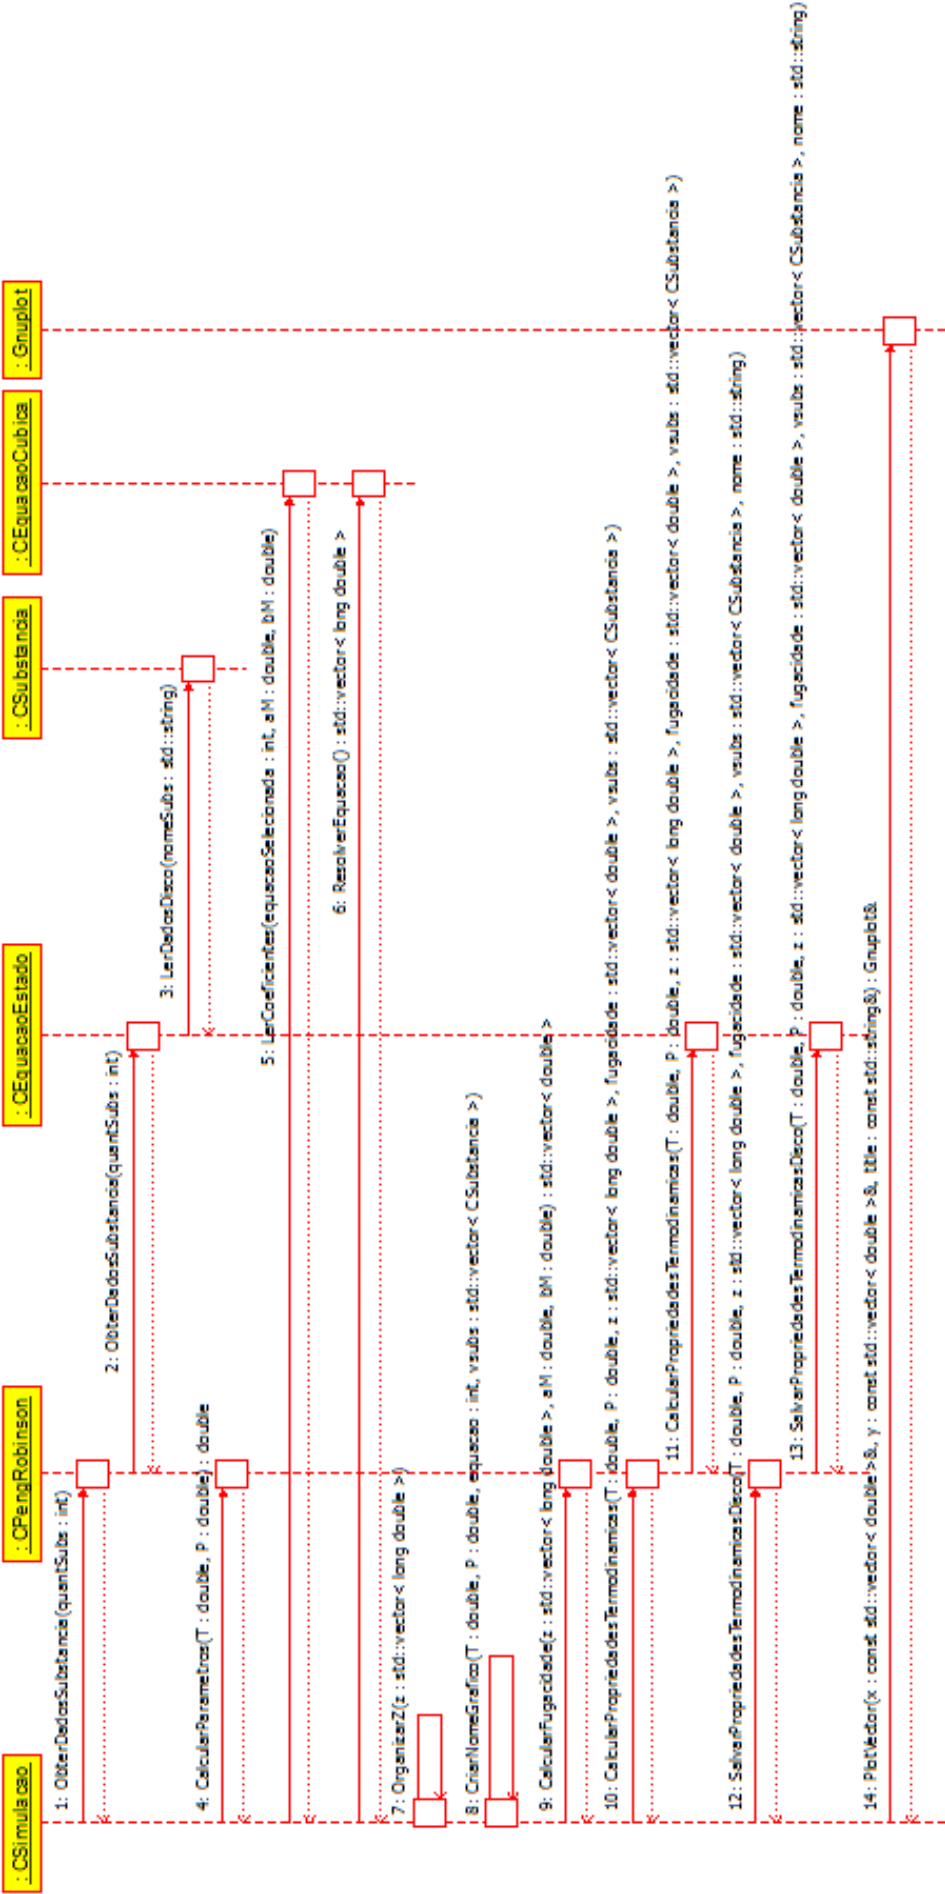 : CSimulacao
: CPengRobinson
: CEquacaoEstado
: CSubstancia
: CEquacaoCubica
: Gnuplot
1: ObterDadosSubstancia(quantSubs : int)
2: ObterDadosSubstancia(quantSubs : int)
3: LerDadosDisco(nomeSubs : std::string)
4: CalcularParametros(T : double, P : double) : double
5: LerCoeficientes(equacaoSelecionada : int, aM : double, bM : double)
6: ResolverEquacao() : std::vector< long double >
7: OrganizarZ(z : std::vector< long double >)
8: CriarNomeGrafico(T : double, P : double, equacao : int, vsubs : std::vector< CSubstancia >)
9: CalcularFugacidade(z : std::vector< long double >, aM : double, bM : double) : std::vector< double >
10: CalcularPropriedadesTermodinamicas(T : double, P : double, z : std::vector< long double >, fugacidade : std::vector< double >, vsubs : std::vector< CSubstancia >)
11: CalcularPropriedadesTermodinamicas(T : double, P : double, z : std::vector< long double >, fugacidade : std::vector< double >, vsubs : std::vector< CSubstancia >)
12: SalvarPropriedadesTermodinamicasDisco(T : double, P : double, z : std::vector< long double >, fugacidade : std::vector< double >, vsubs : std::vector< CSubstancia >, nome : std::string)
13: SalvarPropriedadesTermodinamicasDisco(T : double, P : double, z : std::vector< long double >, fugacidade : std::vector< double >, vsubs : std::vector< CSubstancia >, nome : std::string)
14: PlotVector(x : const std::vector< double >&, y : const std::vector< double >&, title : const std::string&) : Gnuplot&